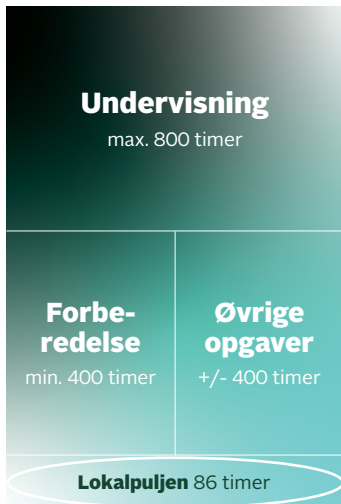 Undervisning
max. 800 timer
Forbe-
redelse
min. 400 timer
Øvrige
opgaver
+/- 400 timer
Lokalpuljen 86 timer